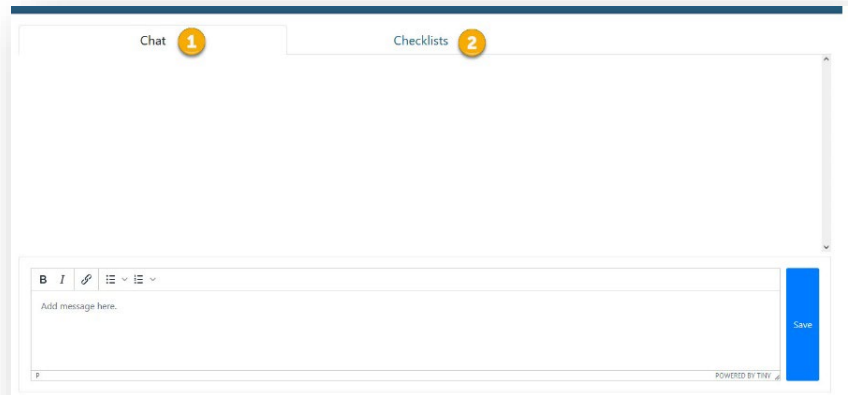 Chat 1
Checklists 2
B I
Add message here.
Save
P
POWERED BY TINY